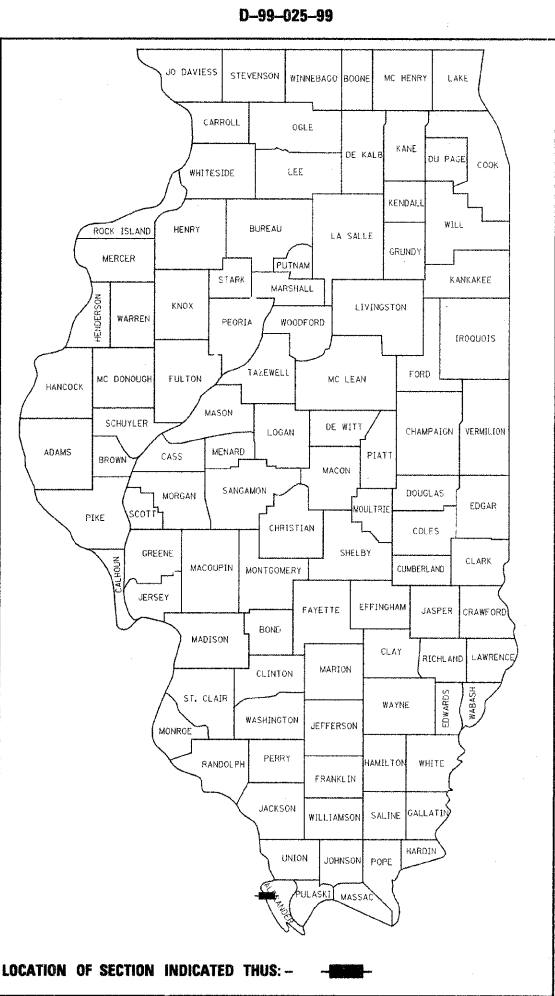 D-99-025-99
JO DAVIESS STEVENSON WINNEBAGO BOONE MC HENRY LAKE
CARROLL OGLE DE KALB KANE DU PAGE COOK
WHITESIDE LEE
KENDALL
ROCK ISLAND HENRY BUREAU LA SALLE WILL
MERCER GRUNDY
PUTNAM
STARK MARSHALL KANKAKEE
HENDERSON WARREN KNOX PEORIA WOODFORD LIVINGSTON
IROQUOIS
HANCOCK MC DONOUGH FULTON TAZEWELL MC LEAN FORD
SCHUYLER MASON LOGAN DE WITT CHAMPAIGN VERMILION
ADAMS BROWN CASS MENARD MACON PIATT
MORGAN SANGAMON DOUGLAS
PIKE SCOTT CHRISTIAN MOULTRIE EDGAR
COLES
CALHOUN GREENE MACOUPIN MONTGOMERY SHELBY CUMBERLAND CLARK
JERSEY
FAYETTE EFFINGHAM JASPER CRAWFORD
MADISON BOND
CLAY RICHLAND LAWRENCE
CLINTON MARION
ST. CLAIR WAYNE EDWARDS WABASH
WASHINGTON JEFFERSON
MONROE
RANDOLPH PERRY HAMILTON WHITE
FRANKLIN
JACKSON WILLIAMSON SALINE GALLATIN
UNION JOHNSON POPE HARDIN
ALEXANDER PULASKI MASSAC
LOCATION OF SECTION INDICATED THUS: -